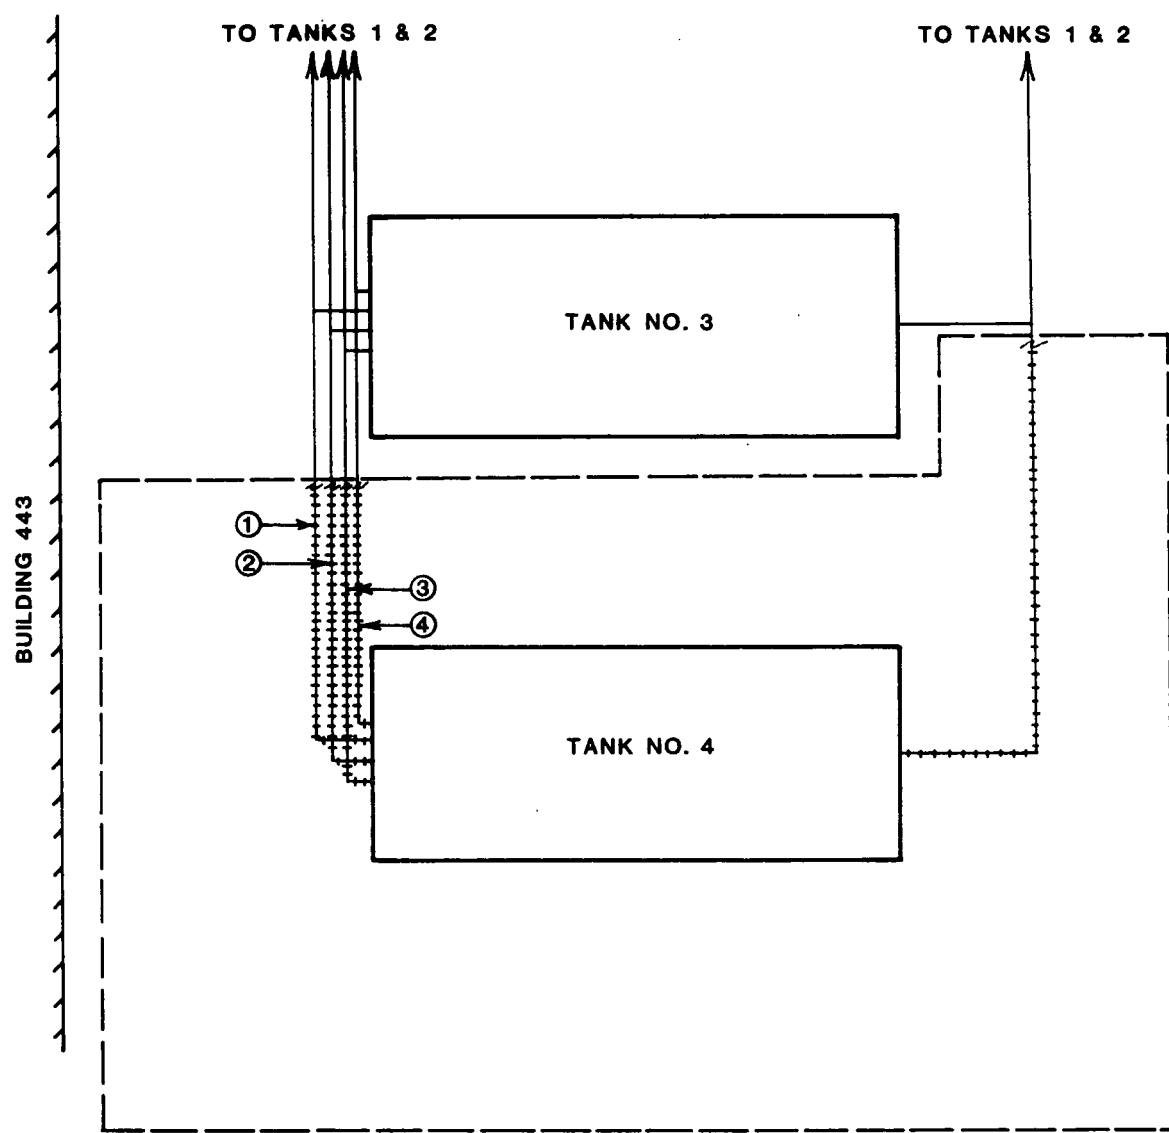 TO TANKS 1 & 2
TO TANKS 1 & 2
TANK NO. 3
BUILDING 443
1
2
3
4
TANK NO. 4